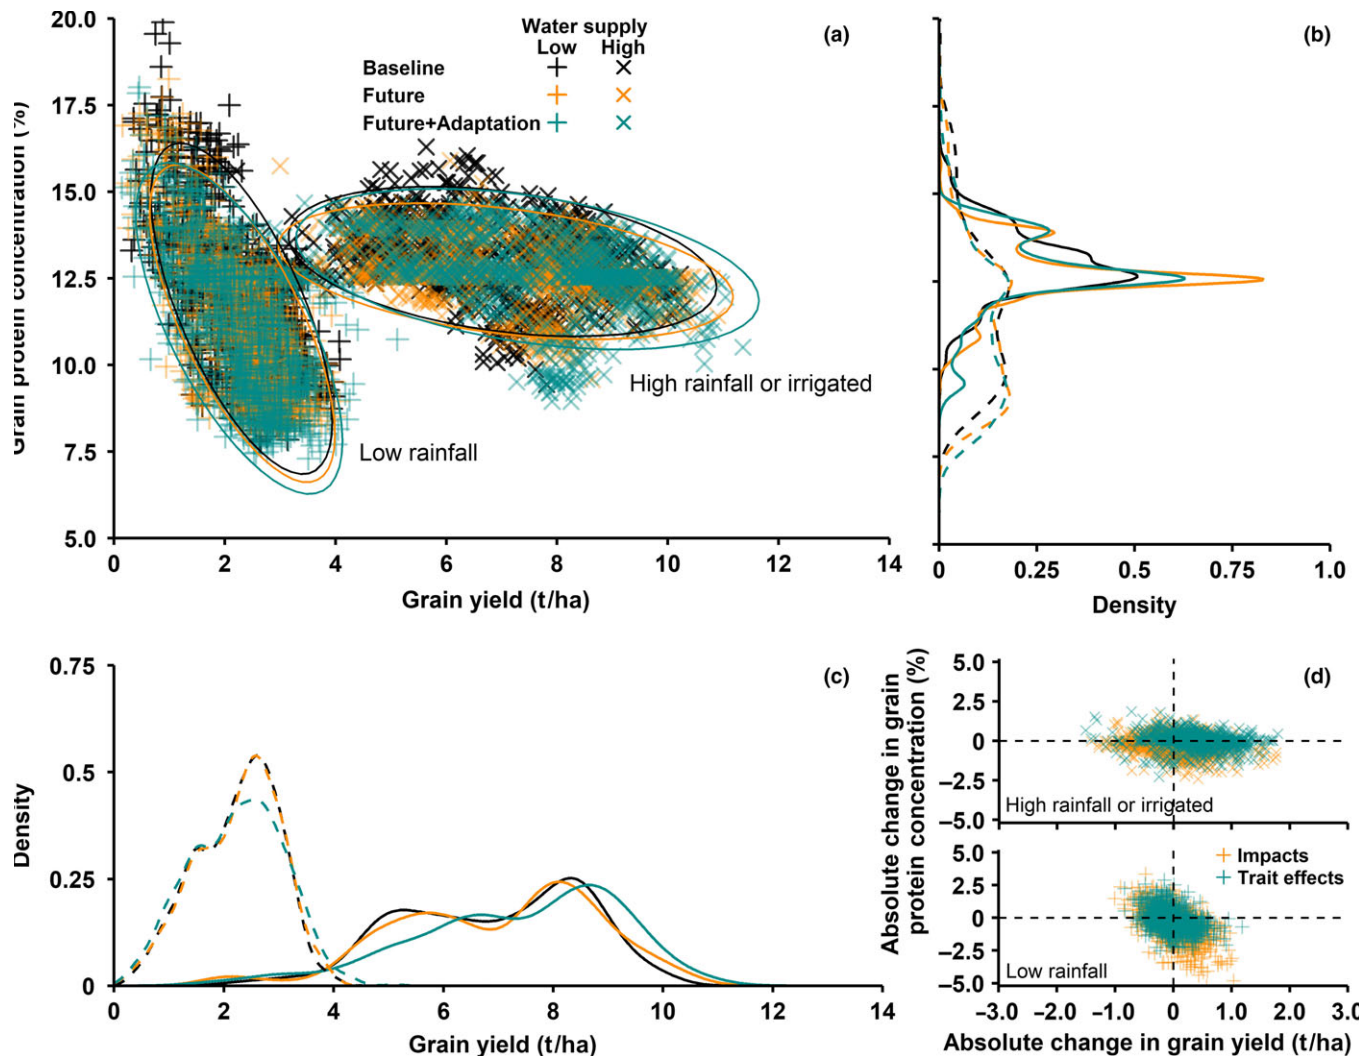 Grain protein concentration (%)
20.0
17.5
15.0
12.5
10.0
7.5
5.0
0 2 4 6 8 10 12 14
Grain yield (t/ha)
Water supply
Low High
Baseline
Future
Future+Adaptation
(a)
High rainfall or irrigated
Low rainfall
(b)
0 0.25 0.5 0.75 1.0
Density
Density
0.75
0.5
0.25
0
(c)
0 2 4 6 8 10 12 14
Grain yield (t/ha)
Absolute change in grain
protein concentration (%)
5.0
2.5
0
−2.5
−5.0
(d)
High rainfall or irrigated
5.0
2.5
0
−2.5
−5.0
Impacts
Trait effects
Low rainfall
−3.0 −2.0 −1.0 0 1.0 2.0 3.0
Absolute change in grain yield (t/ha)